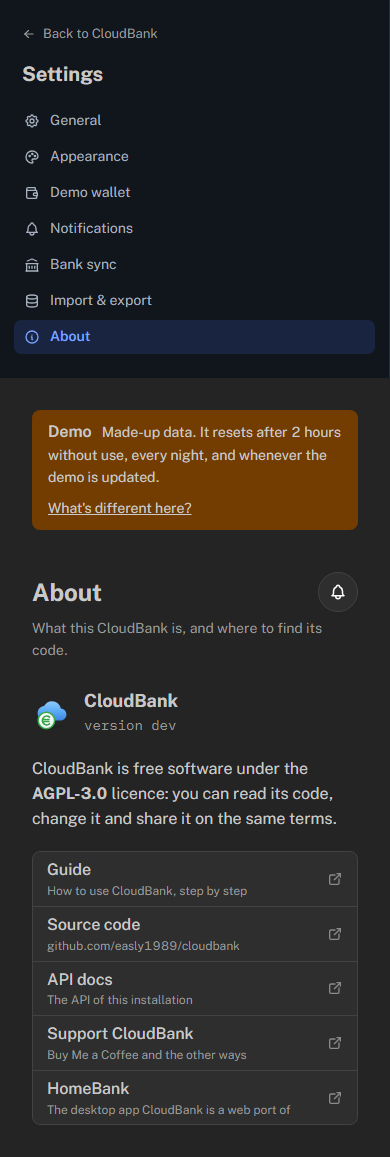 Back to CloudBank
Settings
General
Appearance
Demo wallet
Notifications
Bank sync
Import & export
About
Demo Made-up data. It resets after 2 hours
without use, every night, and whenever the
demo is updated.
What's different here?
About
What this CloudBank is, and where to find its
code.
CloudBank
version dev
CloudBank is free software under the
AGPL-3.0 licence: you can read its code,
change it and share it on the same terms.
Guide
How to use CloudBank, step by step
Source code
github.com/easly1989/cloudbank
API docs
The API of this installation
Support CloudBank
Buy Me a Coffee and the other ways
HomeBank
The desktop app CloudBank is a web port of